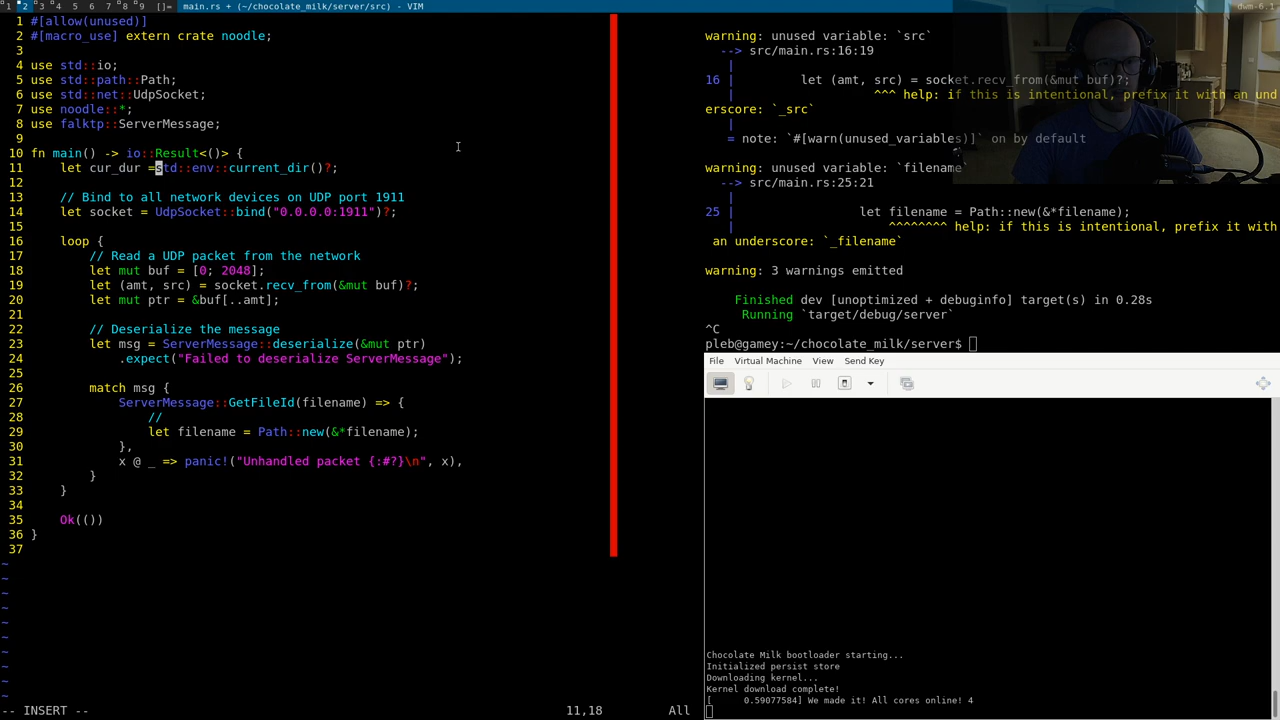 1 2 3 4 5 6 7 8 9 []= main.rs + (~/chocolate_milk/server/src) - VIM
dwm-6.1
1 #[allow(unused)]
2 #[macro_use] extern crate noodle;
3
4 use std::io;
5 use std::path::Path;
6 use std::net::UdpSocket;
7 use noodle::*;
8 use falktp::ServerMessage;
9
10 fn main() -> io::Result<()> {
11     let cur_dur =std::env::current_dir()?;
12
13     // Bind to all network devices on UDP port 1911
14     let socket = UdpSocket::bind("0.0.0.0:1911")?;
15
16     loop {
17         // Read a UDP packet from the network
18         let mut buf = [0; 2048];
19         let (amt, src) = socket.recv_from(&mut buf)?;
20         let mut ptr = &buf[..amt];
21
22         // Deserialize the message
23         let msg = ServerMessage::deserialize(&mut ptr)
24             .expect("Failed to deserialize ServerMessage");
25
26         match msg {
27             ServerMessage::GetFileId(filename) => {
28                 //
29                 let filename = Path::new(&*filename);
30             },
31             x @ _ => panic!("Unhandled packet {:#?}\n", x),
32         }
33     }
34
35     Ok(())
36 }
37
~
~
~
~
~
~
~
~
~
~
-- INSERT --                    11,18          All
warning: unused variable: `src`
  --> src/main.rs:16:19
   |
16 |         let (amt, src) = socket.recv_from(&mut buf)?;
   |                   ^^^ help: if this is intentional, prefix it with an und
erscore: `_src`
   |
   = note: `#[warn(unused_variables)]` on by default

warning: unused variable: `filename`
  --> src/main.rs:25:21
   |
25 |                 let filename = Path::new(&*filename);
   |                     ^^^^^^^^ help: if this is intentional, prefix it with
 an underscore: `_filename`

warning: 3 warnings emitted

    Finished dev [unoptimized + debuginfo] target(s) in 0.28s
     Running `target/debug/server`
^C
pleb@gamey:~/chocolate_milk/server$
File Virtual Machine View Send Key
Chocolate Milk bootloader starting...
Initialized persist store
Downloading kernel...
Kernel download complete!
[      0.59077584] We made it! All cores online! 4